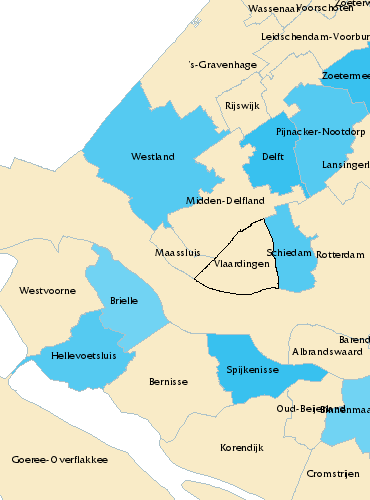 Zoeterw
Wassenaar
Voorschoten
Leidschendam-Voorbur
's-Gravenhage
Zoetermee
Rijswijk
Pijnacker-Nootdorp
Westland
Delft
Lansingerl
Midden-Delfland
Maassluis
Schiedam
Rotterdam
Vlaardingen
Westvoorne
Brielle
Barend
Albrandswaard
Hellevoetsluis
Spijkenisse
Bernisse
Oud-Beijerland
Binnenmaa
Korendijk
Goeree-Overflakkee
Cromstrijen